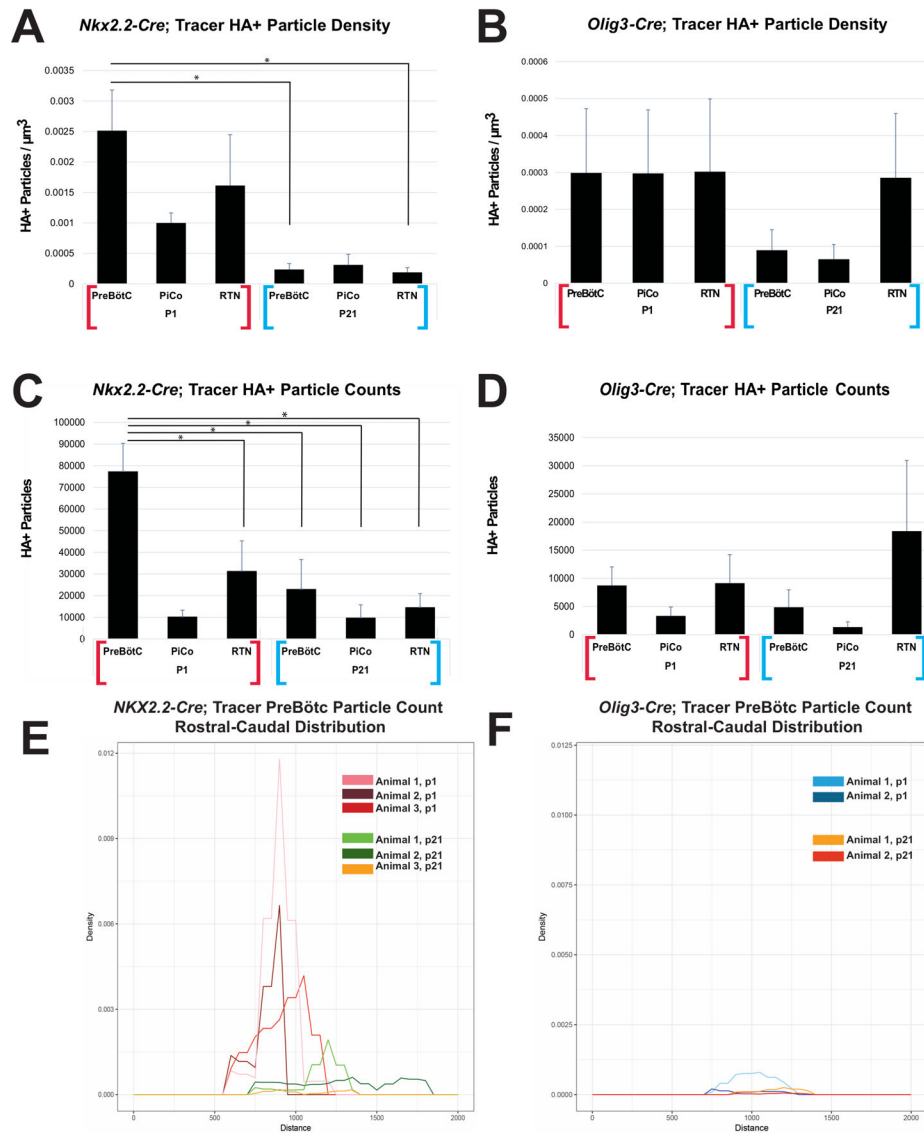 A
Nkx2.2-Cre; Tracer HA+ Particle Density
HA+ Particles / µm³
0.0035
0.003
0.0025
0.002
0.0015
0.001
0.0005
0
*
*
PreBötC PiCo RTN PreBötC PiCo RTN
P1 P21
B
Olig3-Cre; Tracer HA+ Particle Density
HA+ Particles / µm³
0.0006
0.0005
0.0004
0.0003
0.0002
0.0001
0
PreBötC PiCo RTN PreBötC PiCo RTN
P1 P21
C
Nkx2.2-Cre; Tracer HA+ Particle Counts
HA+ Particles
100000
90000
80000
70000
60000
50000
40000
30000
20000
10000
0
*
*
*
*
PreBötC PiCo RTN PreBötC PiCo RTN
P1 P21
D
Olig3-Cre; Tracer HA+ Particle Counts
HA+ Particles
35000
30000
25000
20000
15000
10000
5000
0
PreBötC PiCo RTN PreBötC PiCo RTN
P1 P21
E
NKX2.2-Cre; Tracer PreBötc Particle Count
Rostral-Caudal Distribution
Density
0.012
0.009
0.006
0.003
0.000
Animal 1, p1
Animal 2, p1
Animal 3, p1
Animal 1, p21
Animal 2, p21
Animal 3, p21
0 500 1000 1500 2000
Distance
F
Olig3-Cre; Tracer PreBötc Particle Count
Rostral-Caudal Distribution
Density
0.0125
0.0100
0.0075
0.0050
0.0025
0.000
Animal 1, p1
Animal 2, p1
Animal 1, p21
Animal 2, p21
0 500 1000 1500 2000
Distance